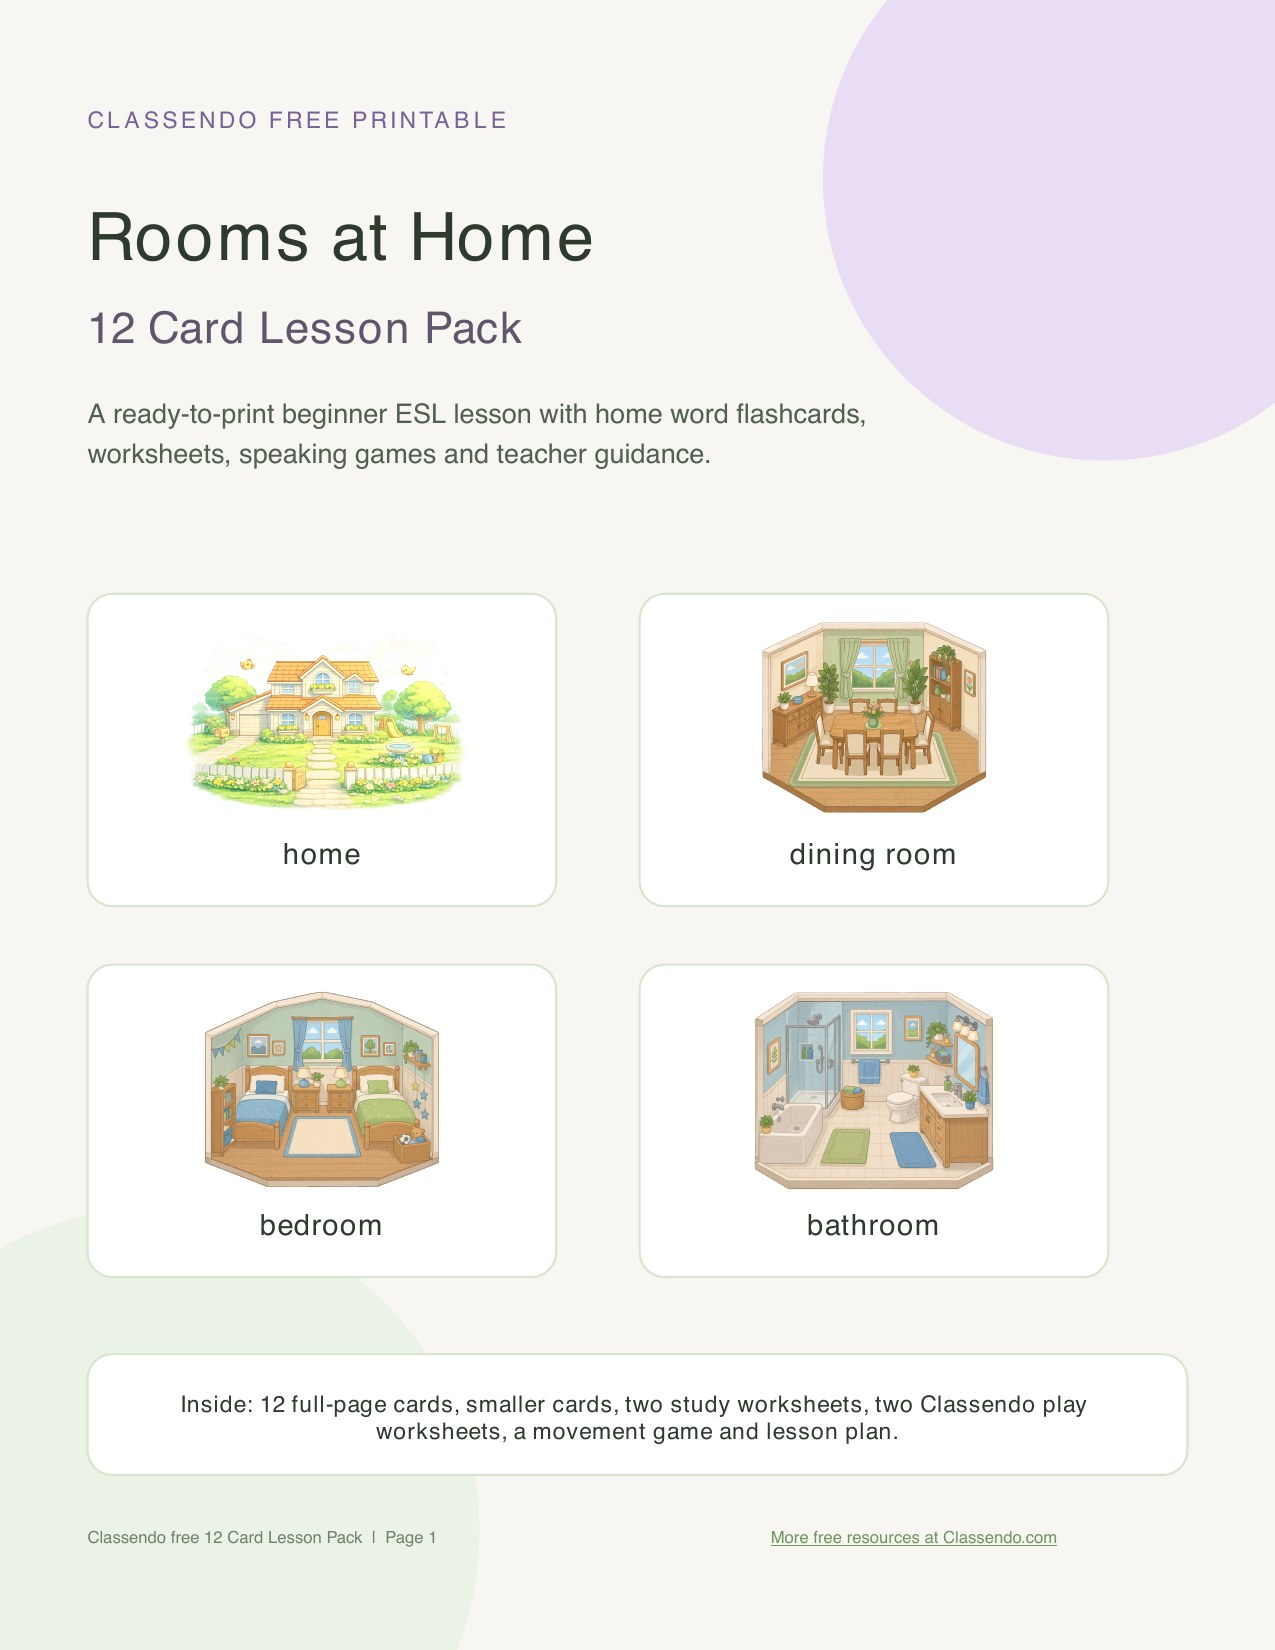 CLASSENDO FREE PRINTABLE
Rooms at Home
12 Card Lesson Pack
A ready-to-print beginner ESL lesson with home word flashcards,
worksheets, speaking games and teacher guidance.
home
dining room
bedroom
bathroom
Inside: 12 full-page cards, smaller cards, two study worksheets, two Classendo play
worksheets, a movement game and lesson plan.
Classendo free 12 Card Lesson Pack | Page 1
More free resources at Classendo.com